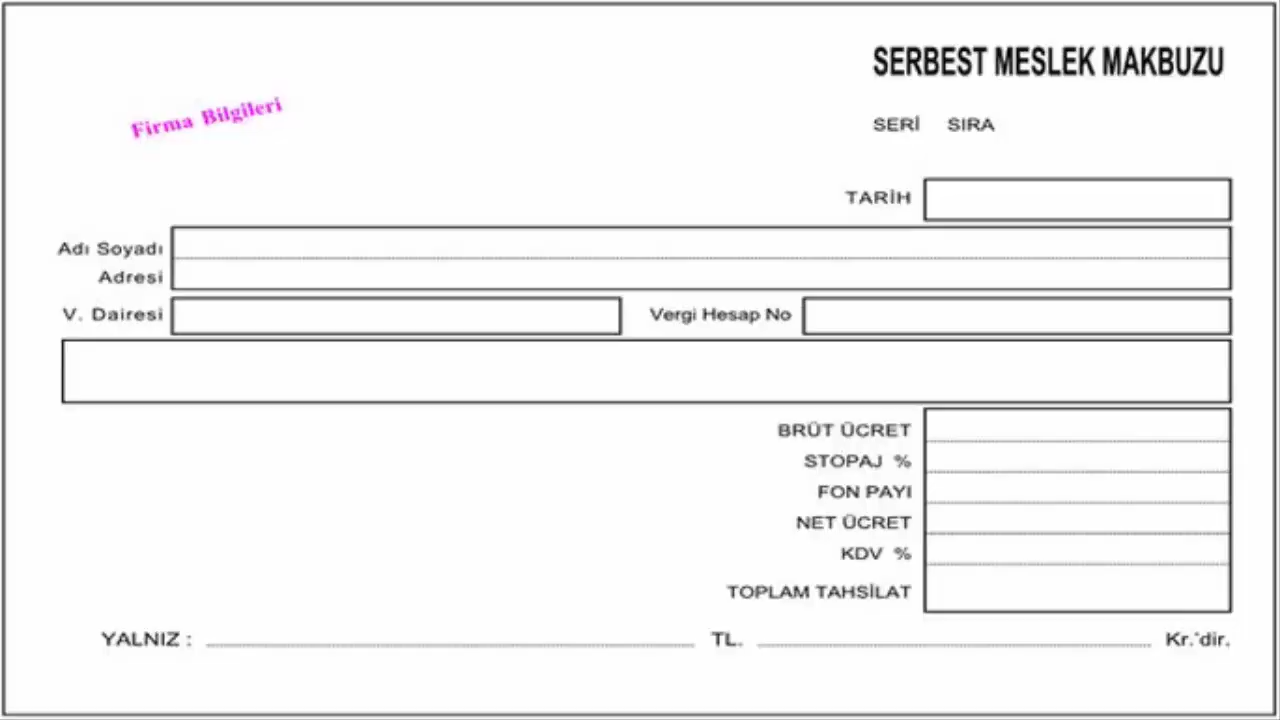 SERBEST MESLEK MAKBUZU
Firma Bilgileri
SERİ SIRA
TARİH
Adı Soyadı
Adresi
V. Dairesi Vergi Hesap No
BRÜT ÜCRET
STOPAJ %
FON PAYI
NET ÜCRET
KDV %
TOPLAM TAHSİLAT
YALNIZ : TL. Kr.'dir.